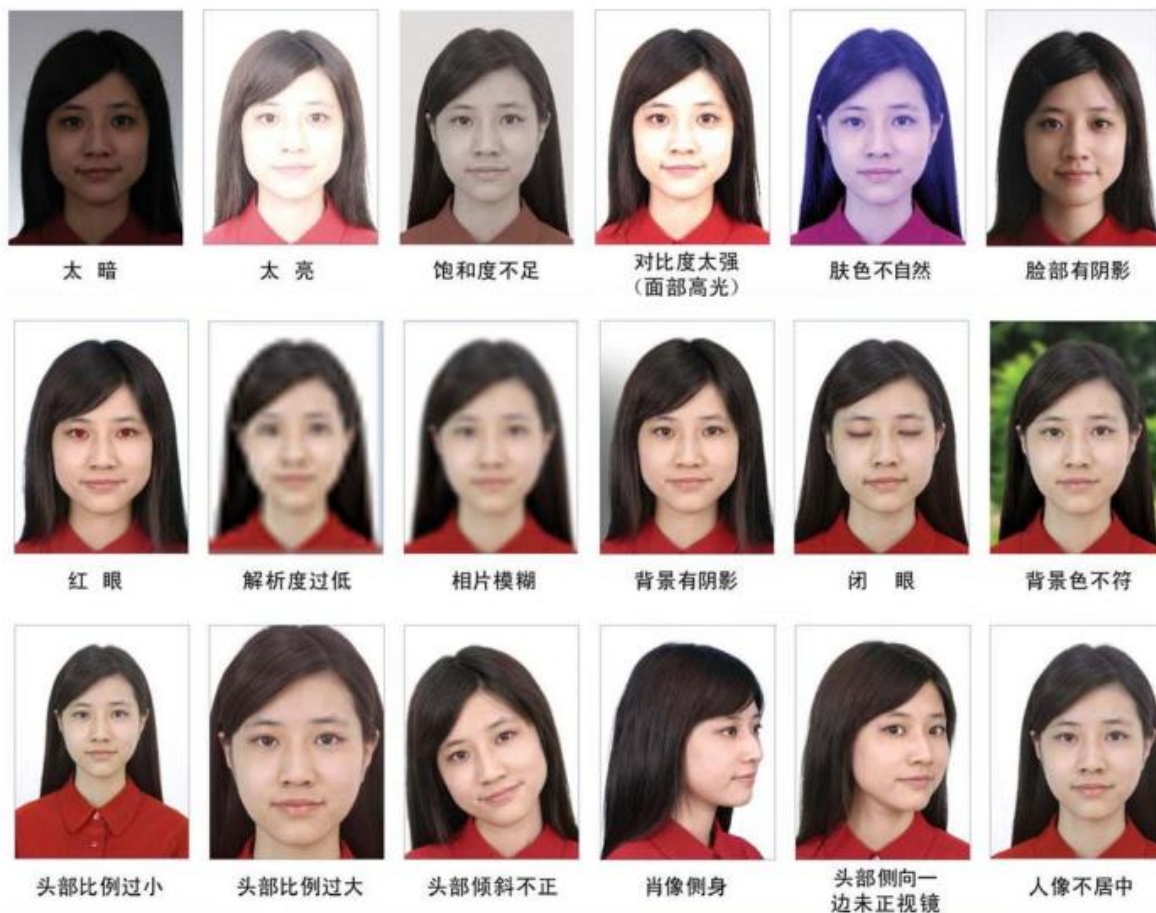 太 暗
太 亮
饱和度不足
对比度太强
（面部高光）
肤色不自然
脸部有阴影
红 眼
解析度过低
相片模糊
背景有阴影
闭 眼
背景色不符
头部比例过小
头部比例过大
头部倾斜不正
肖像侧身
头部侧向一
边未正视镜
人像不居中